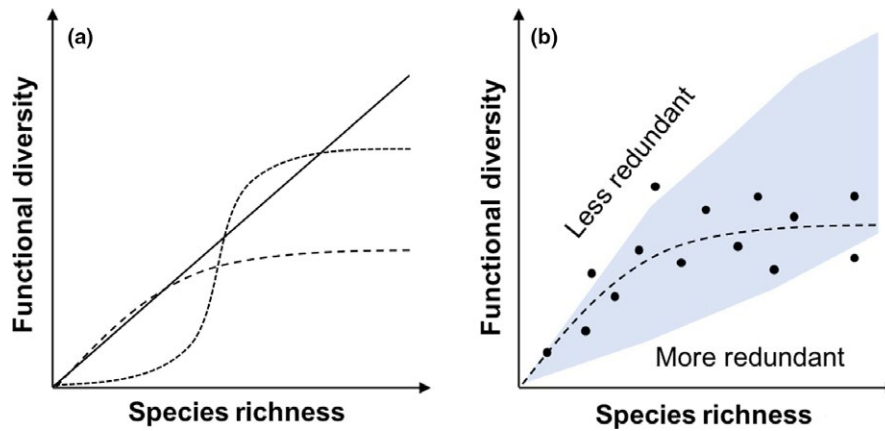 (a)
Functional diversity
Species richness
(b)
Functional diversity
Less redundant
More redundant
Species richness